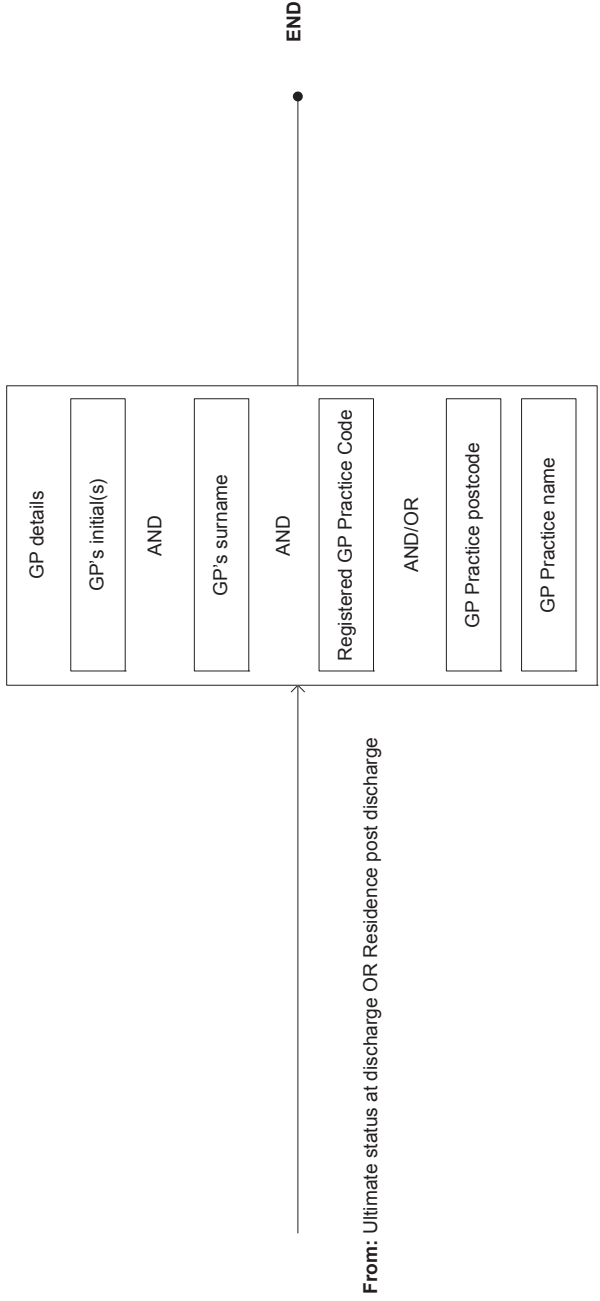 From: Ultimate status at discharge OR Residence post discharge
GP details
GP's initial(s)
AND
GP's surname
AND
Registered GP Practice Code
AND/OR
GP Practice postcode
GP Practice name
END